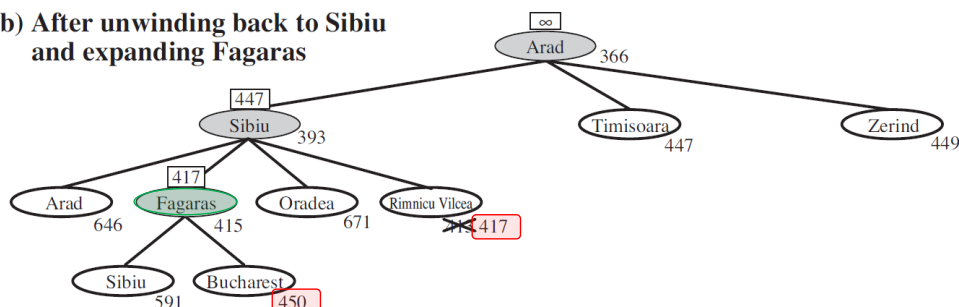 b) After unwinding back to Sibiu
and expanding Fagaras
∞
Arad
366
447
Sibiu
393
Timisoara
447
Zerind
449
417
Arad
646
Fagaras
415
Oradea
671
Rimnicu Vilcea
413 417
Sibiu
591
Bucharest
450